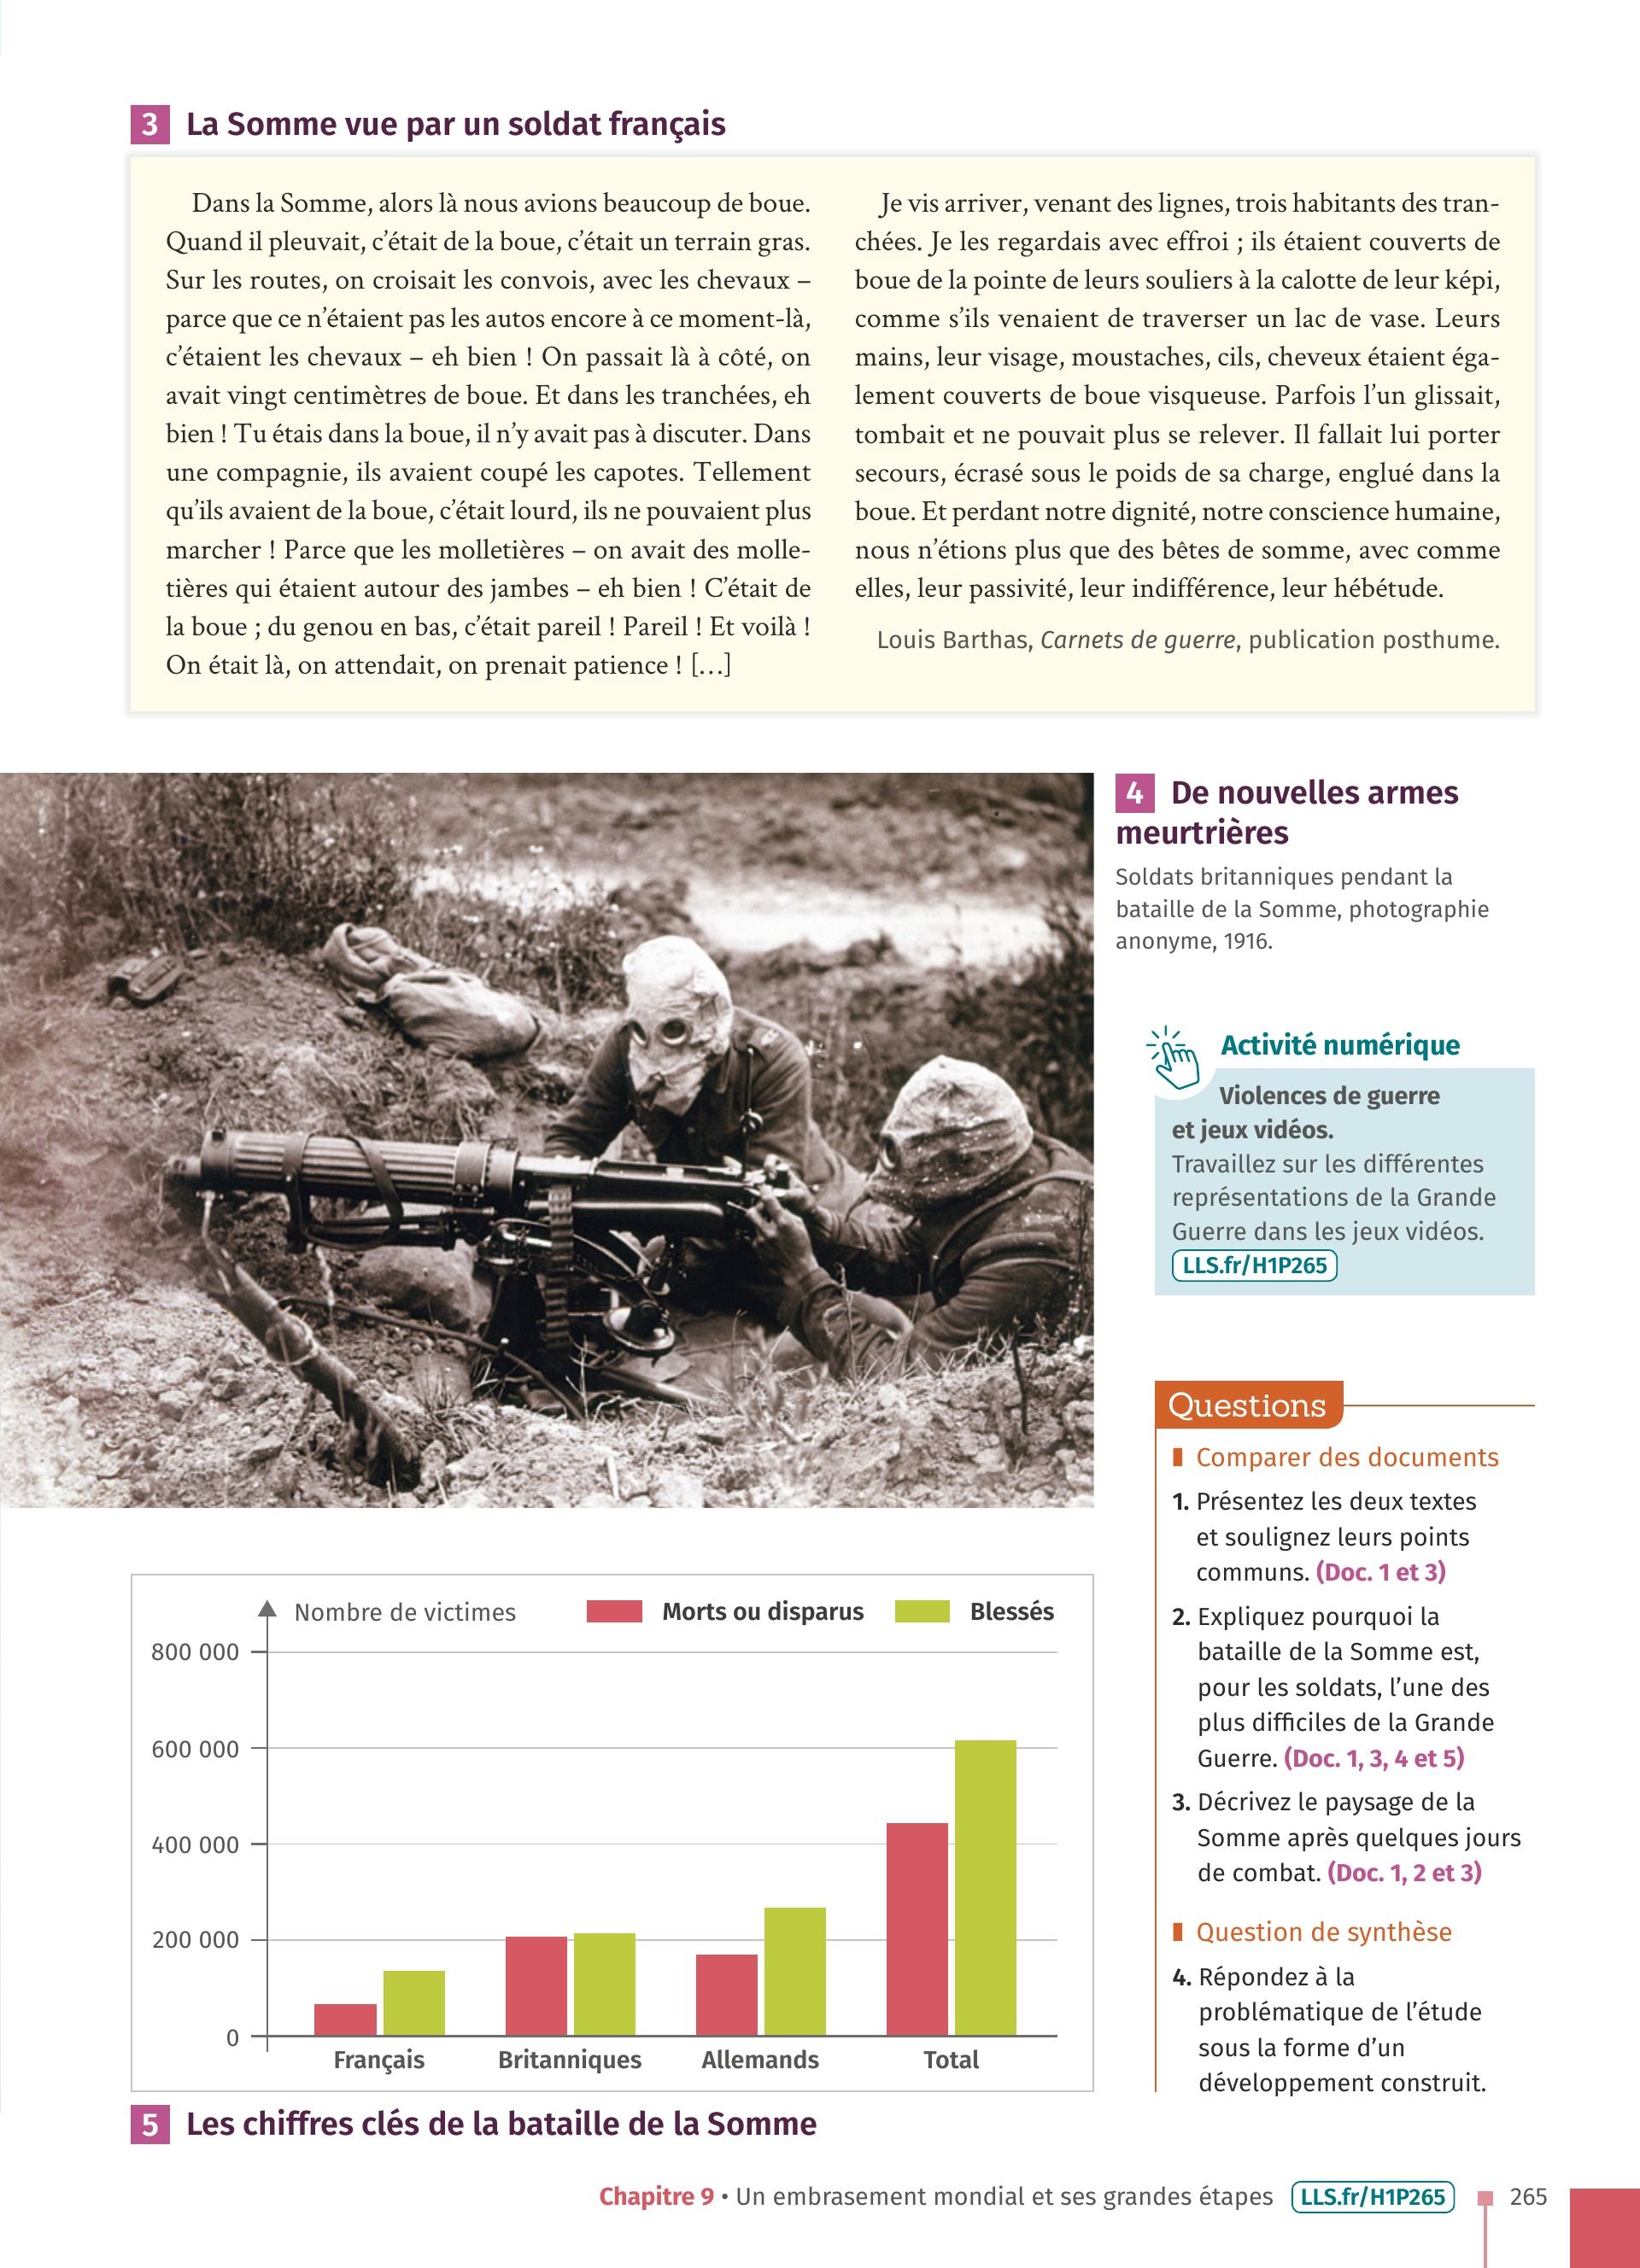 3 La Somme vue par un soldat français
Dans la Somme, alors là nous avions beaucoup de boue.
Quand il pleuvait, c’était de la boue, c’était un terrain gras.
Sur les routes, on croisait les convois, avec les chevaux –
parce que ce n’étaient pas les autos encore à ce moment-là,
c’étaient les chevaux – eh bien ! On passait là à côté, on
avait vingt centimètres de boue. Et dans les tranchées, eh
bien ! Tu étais dans la boue, il n’y avait pas à discuter. Dans
une compagnie, ils avaient coupé les capotes. Tellement
qu’ils avaient de la boue, c’était lourd, ils ne pouvaient plus
marcher ! Parce que les molletières – on avait des molle-
tières qui étaient autour des jambes – eh bien ! C’était de
la boue ; du genou en bas, c’était pareil ! Pareil ! Et voilà !
On était là, on attendait, on prenait patience ! […]
Je vis arriver, venant des lignes, trois habitants des tran-
chées. Je les regardais avec effroi ; ils étaient couverts de
boue de la pointe de leurs souliers à la calotte de leur képi,
comme s’ils venaient de traverser un lac de vase. Leurs
mains, leur visage, moustaches, cils, cheveux étaient éga-
lement couverts de boue visqueuse. Parfois l’un glissait,
tombait et ne pouvait plus se relever. Il fallait lui porter
secours, écrasé sous le poids de sa charge, englué dans la
boue. Et perdant notre dignité, notre conscience humaine,
nous n’étions plus que des bêtes de somme, avec comme
elles, leur passivité, leur indifférence, leur hébétude.
Louis Barthas, Carnets de guerre, publication posthume.
4 De nouvelles armes
meurtrières
Soldats britanniques pendant la
bataille de la Somme, photographie
anonyme, 1916.
Activité numérique
Violences de guerre
et jeux vidéos.
Travaillez sur les différentes
représentations de la Grande
Guerre dans les jeux vidéos.
LLS.fr/H1P265
Questions
Comparer des documents
1. Présentez les deux textes
et soulignez leurs points
communs. (Doc. 1 et 3)
2. Expliquez pourquoi la
bataille de la Somme est,
pour les soldats, l’une des
plus difficiles de la Grande
Guerre. (Doc. 1, 3, 4 et 5)
3. Décrivez le paysage de la
Somme après quelques jours
de combat. (Doc. 1, 2 et 3)
Question de synthèse
4. Répondez à la
problématique de l’étude
sous la forme d’un
développement construit.
Nombre de victimes
Morts ou disparus
Blessés
800 000
600 000
400 000
200 000
0
Français
Britanniques
Allemands
Total
5 Les chiffres clés de la bataille de la Somme
Chapitre 9 • Un embrasement mondial et ses grandes étapes LLS.fr/H1P265 265